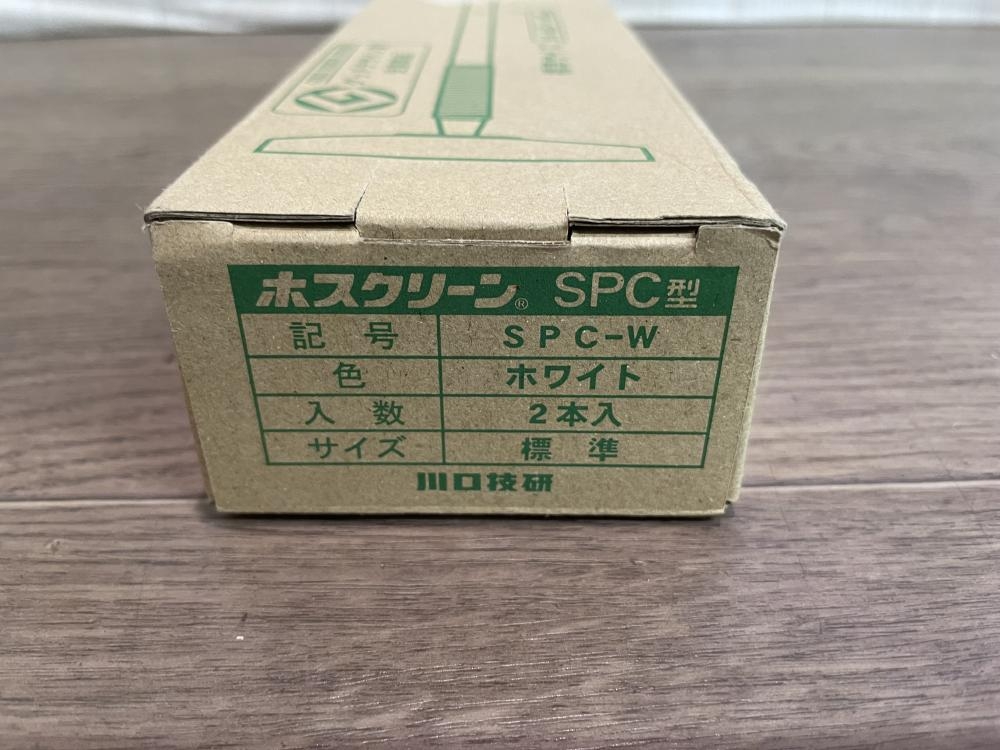 ホスクリーン® SPC型
記号 SPC-W
色 ホワイト
入数 2本入
サイズ 標準
川口技研